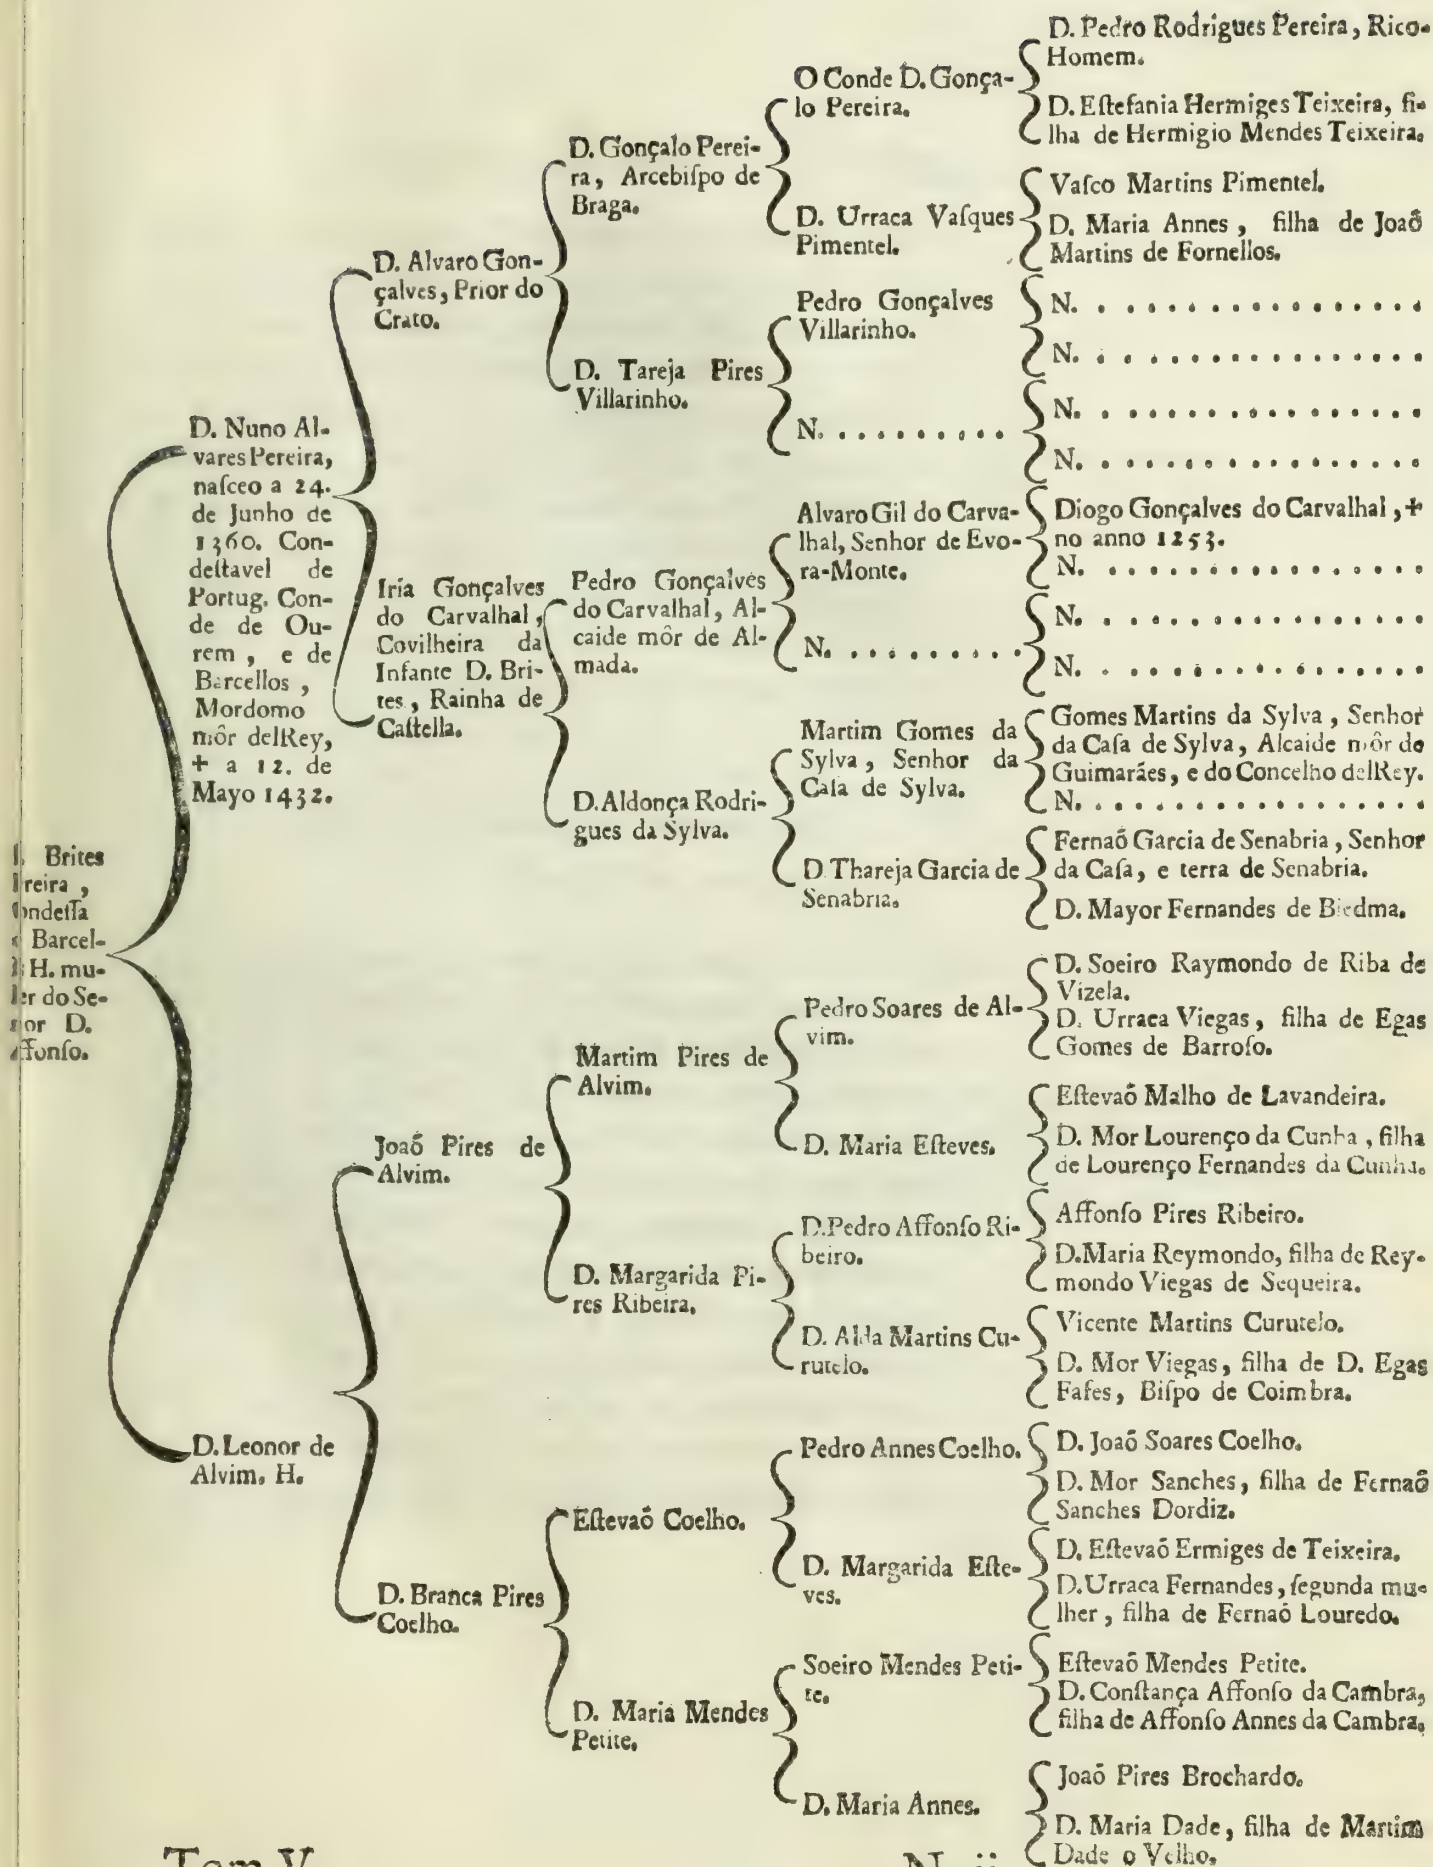 Brites
reira ,
ondeſſa
Barcel-
H. mu-
er do Se-
or D.
ffonſo.
D. Nuno Al-
vares Pereira,
naſceo a 24.
de Junho de
1360. Con-
deſtavel de
Portug. Con-
de de Ou-
rem , e de
Barcellos ,
Mordomo
môr delRey,
+ a 12. de
Mayo 1432.
D. Leonor de
Alvim. H.
D. Alvaro Gon-
çalves, Prior do
Crato.
Iria Gonçalves
do Carvalhal ,
Covilheira da
Infante D. Bri-
tes , Rainha de
Caſtella.
Joaõ Pires de
Alvim.
D. Branca Pires
Coelho.
D. Gonçalo Perei-
ra, Arcebiſpo de
Braga.
D. Tareja Pires
Villarinho.
Pedro Gonçalves
do Carvalhal, Al-
caide môr de Al-
mada.
D. Aldonça Rodri-
gues da Sylva.
Martim Pires de
Alvim.
D. Margarida Pi-
res Ribeira.
Eſtevaõ Coelho.
D. Maria Mendes
Petite.
O Conde D. Gonça-
lo Pereira.
D. Urraca Vaſques
Pimentel.
Pedro Gonçalves
Villarinho.
N. . . . . . . . . .
Alvaro Gil do Carva-
lhal, Senhor de Evo-
ra-Monte.
N. . . . . . . . . .
Martim Gomes da
Sylva , Senhor da
Caſa de Sylva.
D. Thareja Garcia de
Senabria.
Pedro Soares de Al-
vim.
D. Maria Eſteves.
D. Pedro Affonſo Ri-
beiro.
D. Alda Martins Cu-
rutelo.
Pedro Annes Coelho.
D. Margarida Eſte-
ves.
Soeiro Mendes Peti-
te.
D. Maria Annes.
D. Pedro Rodrigues Pereira, Rico-
Homem.
D. Eſtefania Hermiges Teixeira, fi-
lha de Hermigio Mendes Teixeira.
Vaſco Martins Pimentel.
D. Maria Annes , filha de Joaõ
Martins de Fornellos.
N. . . . . . . . . . . . . . . .
N. . . . . . . . . . . . . . . .
N. . . . . . . . . . . . . . . .
N. . . . . . . . . . . . . . . .
Diogo Gonçalves do Carvalhal , +
no anno 1253.
N. . . . . . . . . . . . . . . .
N. . . . . . . . . . . . . . . .
N. . . . . . . . . . . . . . . .
Gomes Martins da Sylva , Senhor
da Caſa de Sylva, Alcaide môr de
Guimarães, e do Concelho delRey.
N. . . . . . . . . . . . . . . .
Fernaõ Garcia de Senabria , Senhor
da Caſa, e terra de Senabria.
D. Mayor Fernandes de Biedma.
D. Soeiro Raymondo de Riba de
Vizela.
D. Urraca Viegas , filha de Egas
Gomes de Barroſo.
Eſtevaõ Malho de Lavandeira.
D. Mor Lourenço da Cunha , filha
de Lourenço Fernandes da Cunha.
Affonſo Pires Ribeiro.
D. Maria Reymondo, filha de Rey-
mondo Viegas de Sequeira.
Vicente Martins Curutelo.
D. Mor Viegas, filha de D. Egas
Fafes, Biſpo de Coimbra.
D. Joaõ Soares Coelho.
D. Mor Sanches, filha de Fernaõ
Sanches Dordiz.
D. Eſtevaõ Ermiges de Teixeira.
D. Urraca Fernandes, ſegunda mu-
lher , filha de Fernaõ Louredo.
Eſtevaõ Mendes Petite.
D. Conſtança Affonſo da Cambra,
filha de Affonſo Annes da Cambra.
Joaõ Pires Brochardo.
D. Maria Dade, filha de Martim
Dade o Velho.
Tom.V.
N ii